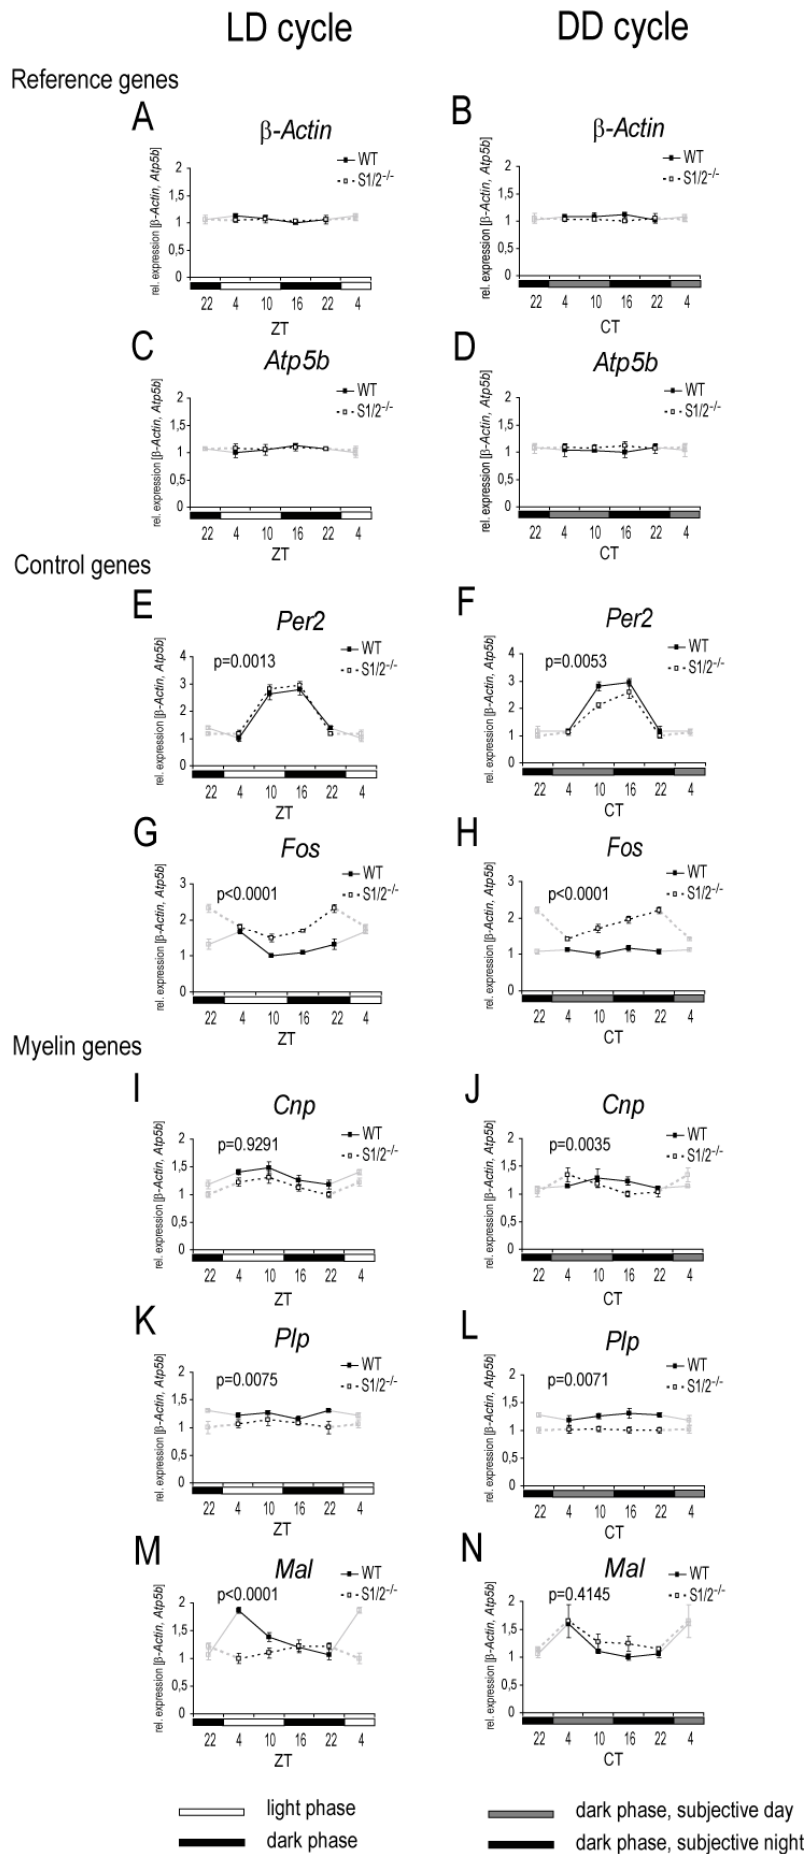 LD cycle DD cycle
Reference genes
A B
β-Actin β-Actin
WT WT
S1/2⁻/⁻ S1/2⁻/⁻
rel. expression [β-Actin, Atp5b] rel. expression [β-Actin, Atp5b]
2 2
1,5 1,5
1 1
0,5 0,5
0 0
22 4 10 16 22 4 22 4 10 16 22 4
ZT CT
C D
Atp5b Atp5b
WT WT
S1/2⁻/⁻ S1/2⁻/⁻
rel. expression [β-Actin, Atp5b] rel. expression [β-Actin, Atp5b]
2 2
1,5 1,5
1 1
0,5 0,5
0 0
22 4 10 16 22 4 22 4 10 16 22 4
ZT CT
Control genes
E F
Per2 Per2
WT WT
p=0.0013 S1/2⁻/⁻ p=0.0053 S1/2⁻/⁻
rel. expression [β-Actin, Atp5b] rel. expression [β-Actin, Atp5b]
4 4
3 3
2 2
1 1
0 0
22 4 10 16 22 4 22 4 10 16 22 4
ZT CT
G H
Fos Fos
WT WT
p<0.0001 S1/2⁻/⁻ p<0.0001 S1/2⁻/⁻
rel. expression [β-Actin, Atp5b] rel. expression [β-Actin, Atp5b]
3 3
2 2
1 1
0 0
22 4 10 16 22 4 22 4 10 16 22 4
ZT CT
Myelin genes
I J
Cnp Cnp
WT WT
p=0.9291 S1/2⁻/⁻ p=0.0035 S1/2⁻/⁻
rel. expression [β-Actin, Atp5b] rel. expression [β-Actin, Atp5b]
2 2
1,5 1,5
1 1
0,5 0,5
0 0
22 4 10 16 22 4 22 4 10 16 22 4
ZT CT
K L
Plp Plp
WT WT
p=0.0075 S1/2⁻/⁻ p=0.0071 S1/2⁻/⁻
rel. expression [β-Actin, Atp5b] rel. expression [β-Actin, Atp5b]
2 2
1,5 1,5
1 1
0,5 0,5
0 0
22 4 10 16 22 4 22 4 10 16 22 4
ZT CT
M N
Mal Mal
WT WT
p<0.0001 S1/2⁻/⁻ p=0.4145 S1/2⁻/⁻
rel. expression [β-Actin, Atp5b] rel. expression [β-Actin, Atp5b]
2 2
1,5 1,5
1 1
0,5 0,5
0 0
22 4 10 16 22 4 22 4 10 16 22 4
ZT CT
light phase dark phase, subjective day
dark phase dark phase, subjective night